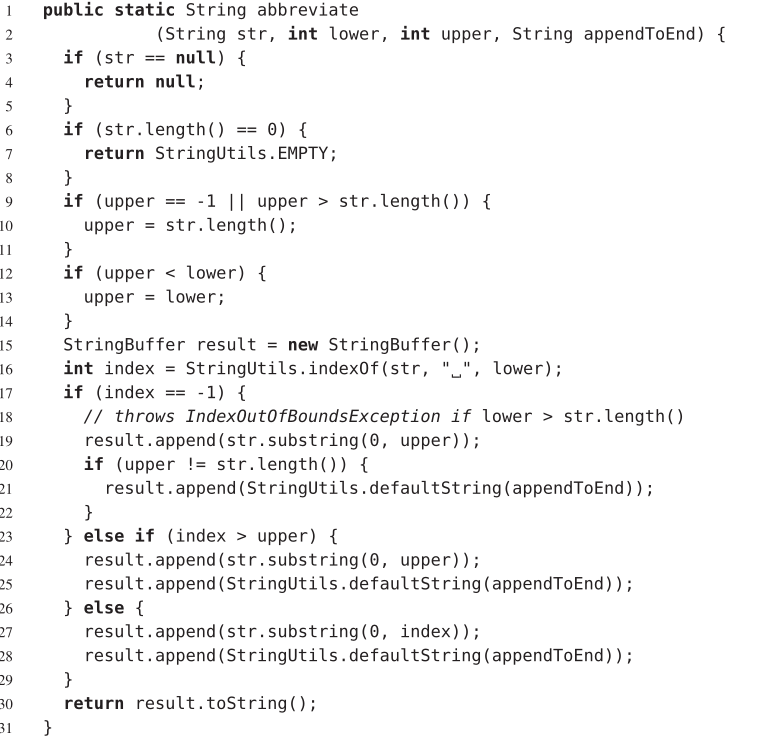 1 public static String abbreviate
2 (String str, int lower, int upper, String appendToEnd) {
3 if (str == null) {
4 return null;
5 }
6 if (str.length() == 0) {
7 return StringUtils.EMPTY;
8 }
9 if (upper == -1 || upper > str.length()) {
10 upper = str.length();
11 }
12 if (upper < lower) {
13 upper = lower;
14 }
15 StringBuffer result = new StringBuffer();
16 int index = StringUtils.indexOf(str, "␣", lower);
17 if (index == -1) {
18 // throws IndexOutOfBoundsException if lower > str.length()
19 result.append(str.substring(0, upper));
20 if (upper != str.length()) {
21 result.append(StringUtils.defaultString(appendToEnd));
22 }
23 } else if (index > upper) {
24 result.append(str.substring(0, upper));
25 result.append(StringUtils.defaultString(appendToEnd));
26 } else {
27 result.append(str.substring(0, index));
28 result.append(StringUtils.defaultString(appendToEnd));
29 }
30 return result.toString();
31 }